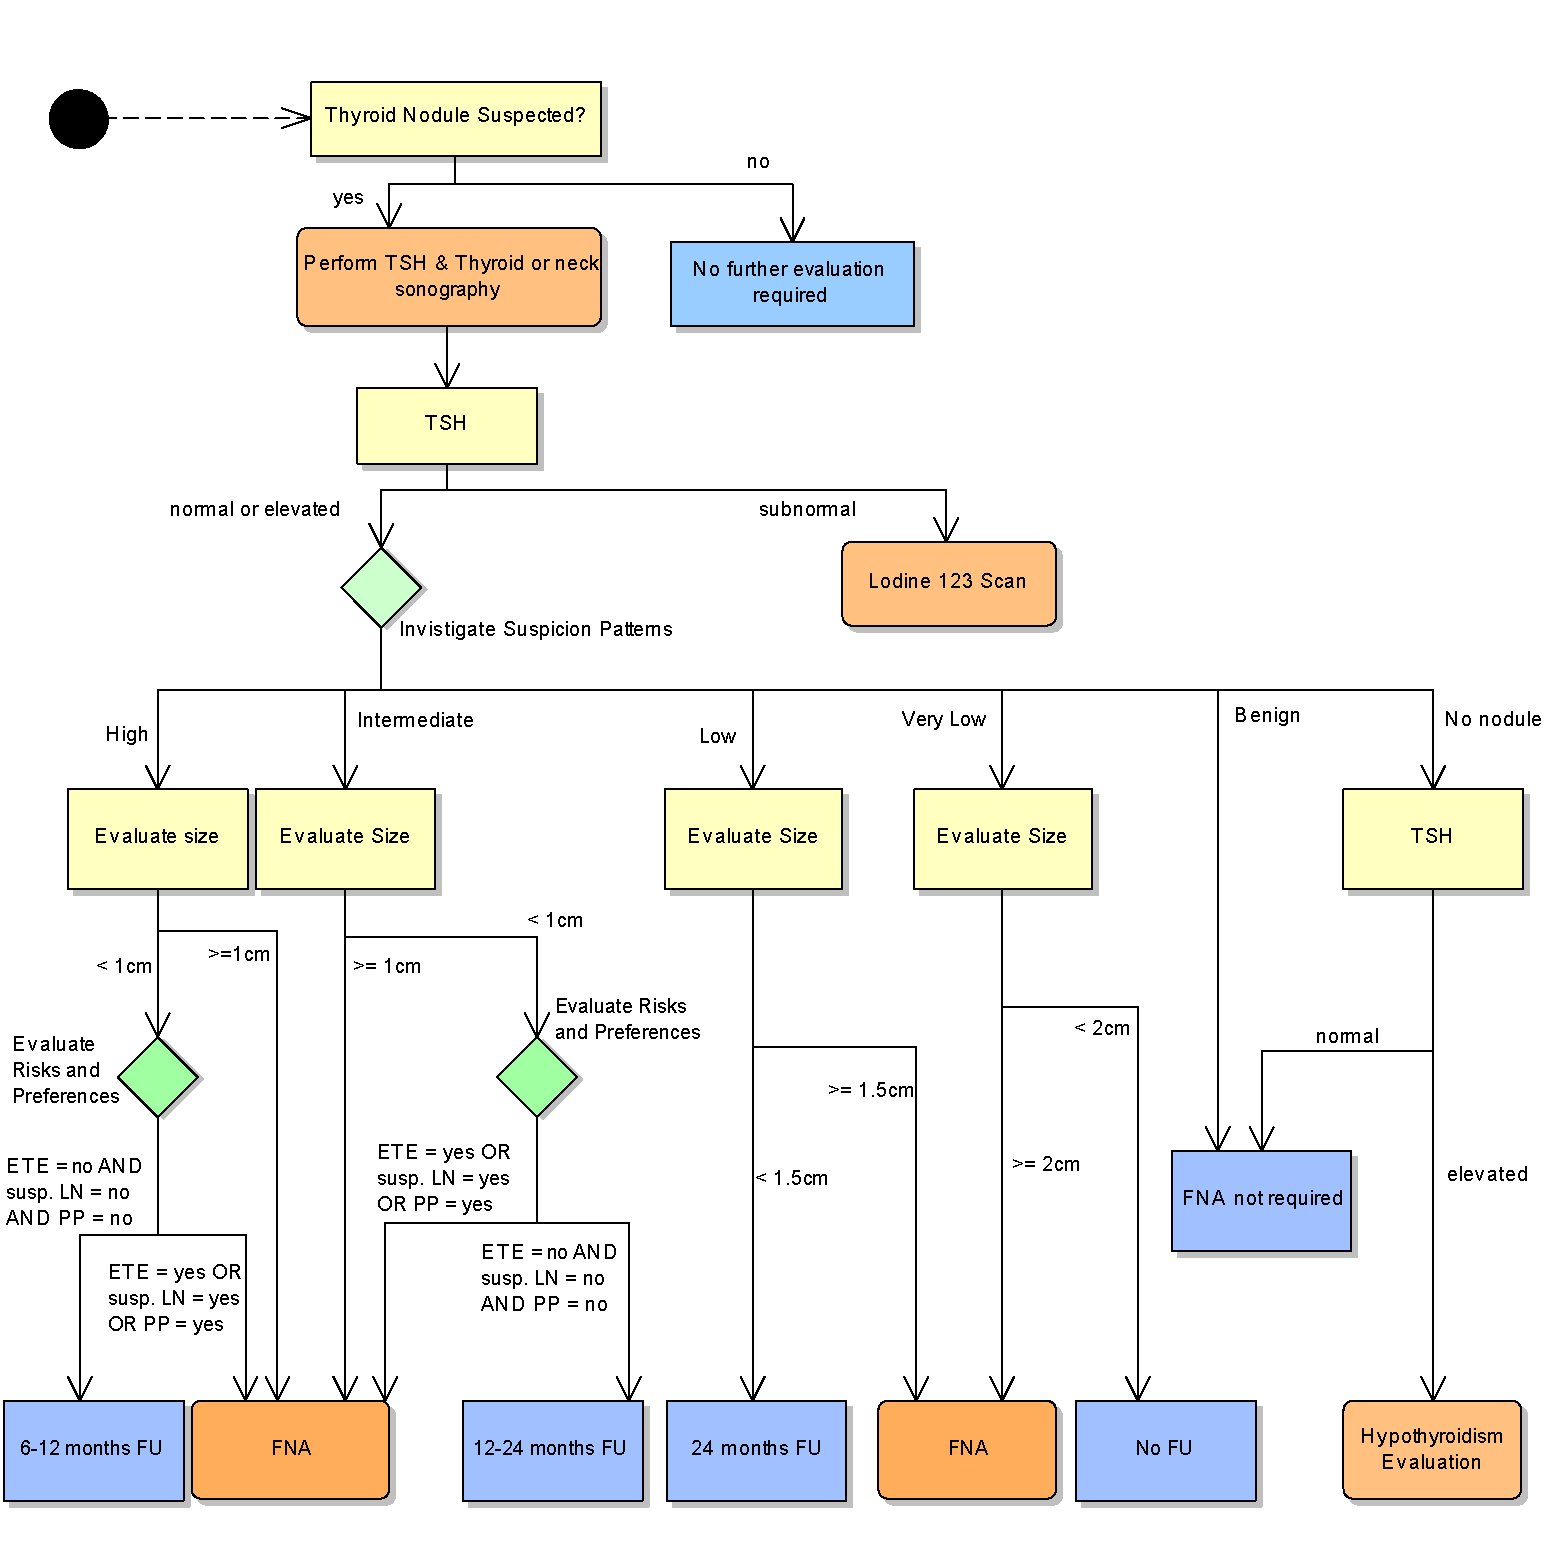 Thyroid Nodule Suspected?
no
yes
Perform TSH & Thyroid or neck
sonography
No further evaluation
required
TSH
normal or elevated
subnormal
Lodine 123 Scan
Invistigate Suspicion Patterns
High
Intermediate
Low
Very Low
Benign
No nodule
Evaluate size
Evaluate Size
Evaluate Size
Evaluate Size
TSH
< 1cm
>=1cm
>= 1cm
< 1cm
Evaluate
Risks and
Preferences
Evaluate Risks
and Preferences
>= 1.5cm
< 1.5cm
< 2cm
>= 2cm
normal
elevated
FNA not required
ETE = no AND
susp. LN = no
AND PP = no
ETE = yes OR
susp. LN = yes
OR PP = yes
ETE = yes OR
susp. LN = yes
OR PP = yes
ETE = no AND
susp. LN = no
AND PP = no
6-12 months FU
FNA
12-24 months FU
24 months FU
FNA
No FU
Hypothyroidism
Evaluation